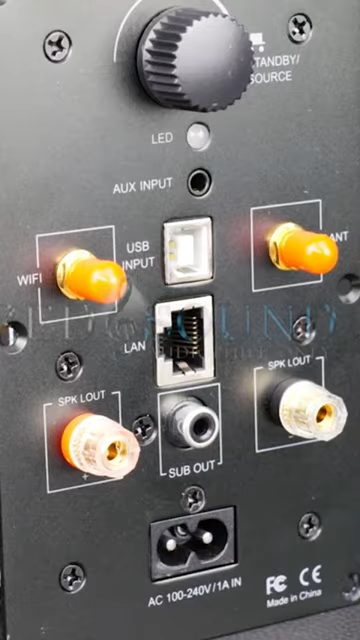 STANDBY/
SOURCE
LED
AUX INPUT
USB
INPUT
WIFI
ANT
LAN
SPK LOUT
SPK LOUT
+
-
SUB OUT
AC 100-240V/1A IN
FC CE
Made in China